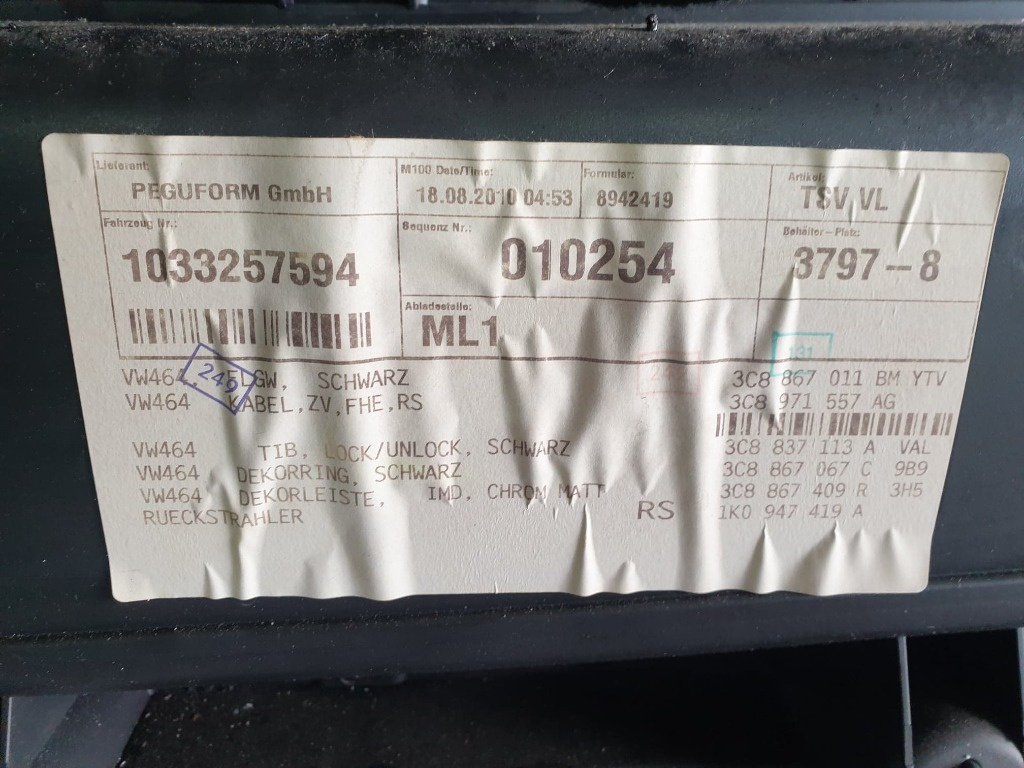 Lieferant:
PEGUFORM GmbH
M100 Date/Time:
18.08.2010 04:53
Formular:
8942419
Artikel:
TSV VL
Fahrzeug Nr.:
1033257594
Sequenz Nr.:
010254
Behälter-Platz:
3797-8
Abladestelle:
ML1
131
246
VW464, ELGW, SCHWARZ 3C8 867 011 BM YTV
VW464 KABEL,ZV,FHE,RS 3C8 971 557 AG
VW464 TIB, LOCK/UNLOCK, SCHWARZ 3C8 837 113 A VAL
VW464 DEKORRING, SCHWARZ 3C8 867 067 C 9B9
VW464 DEKORLEISTE, IMD, CHROM MATT 3C8 867 409 R 3H5
RUECKSTRAHLER RS 1K0 947 419 A